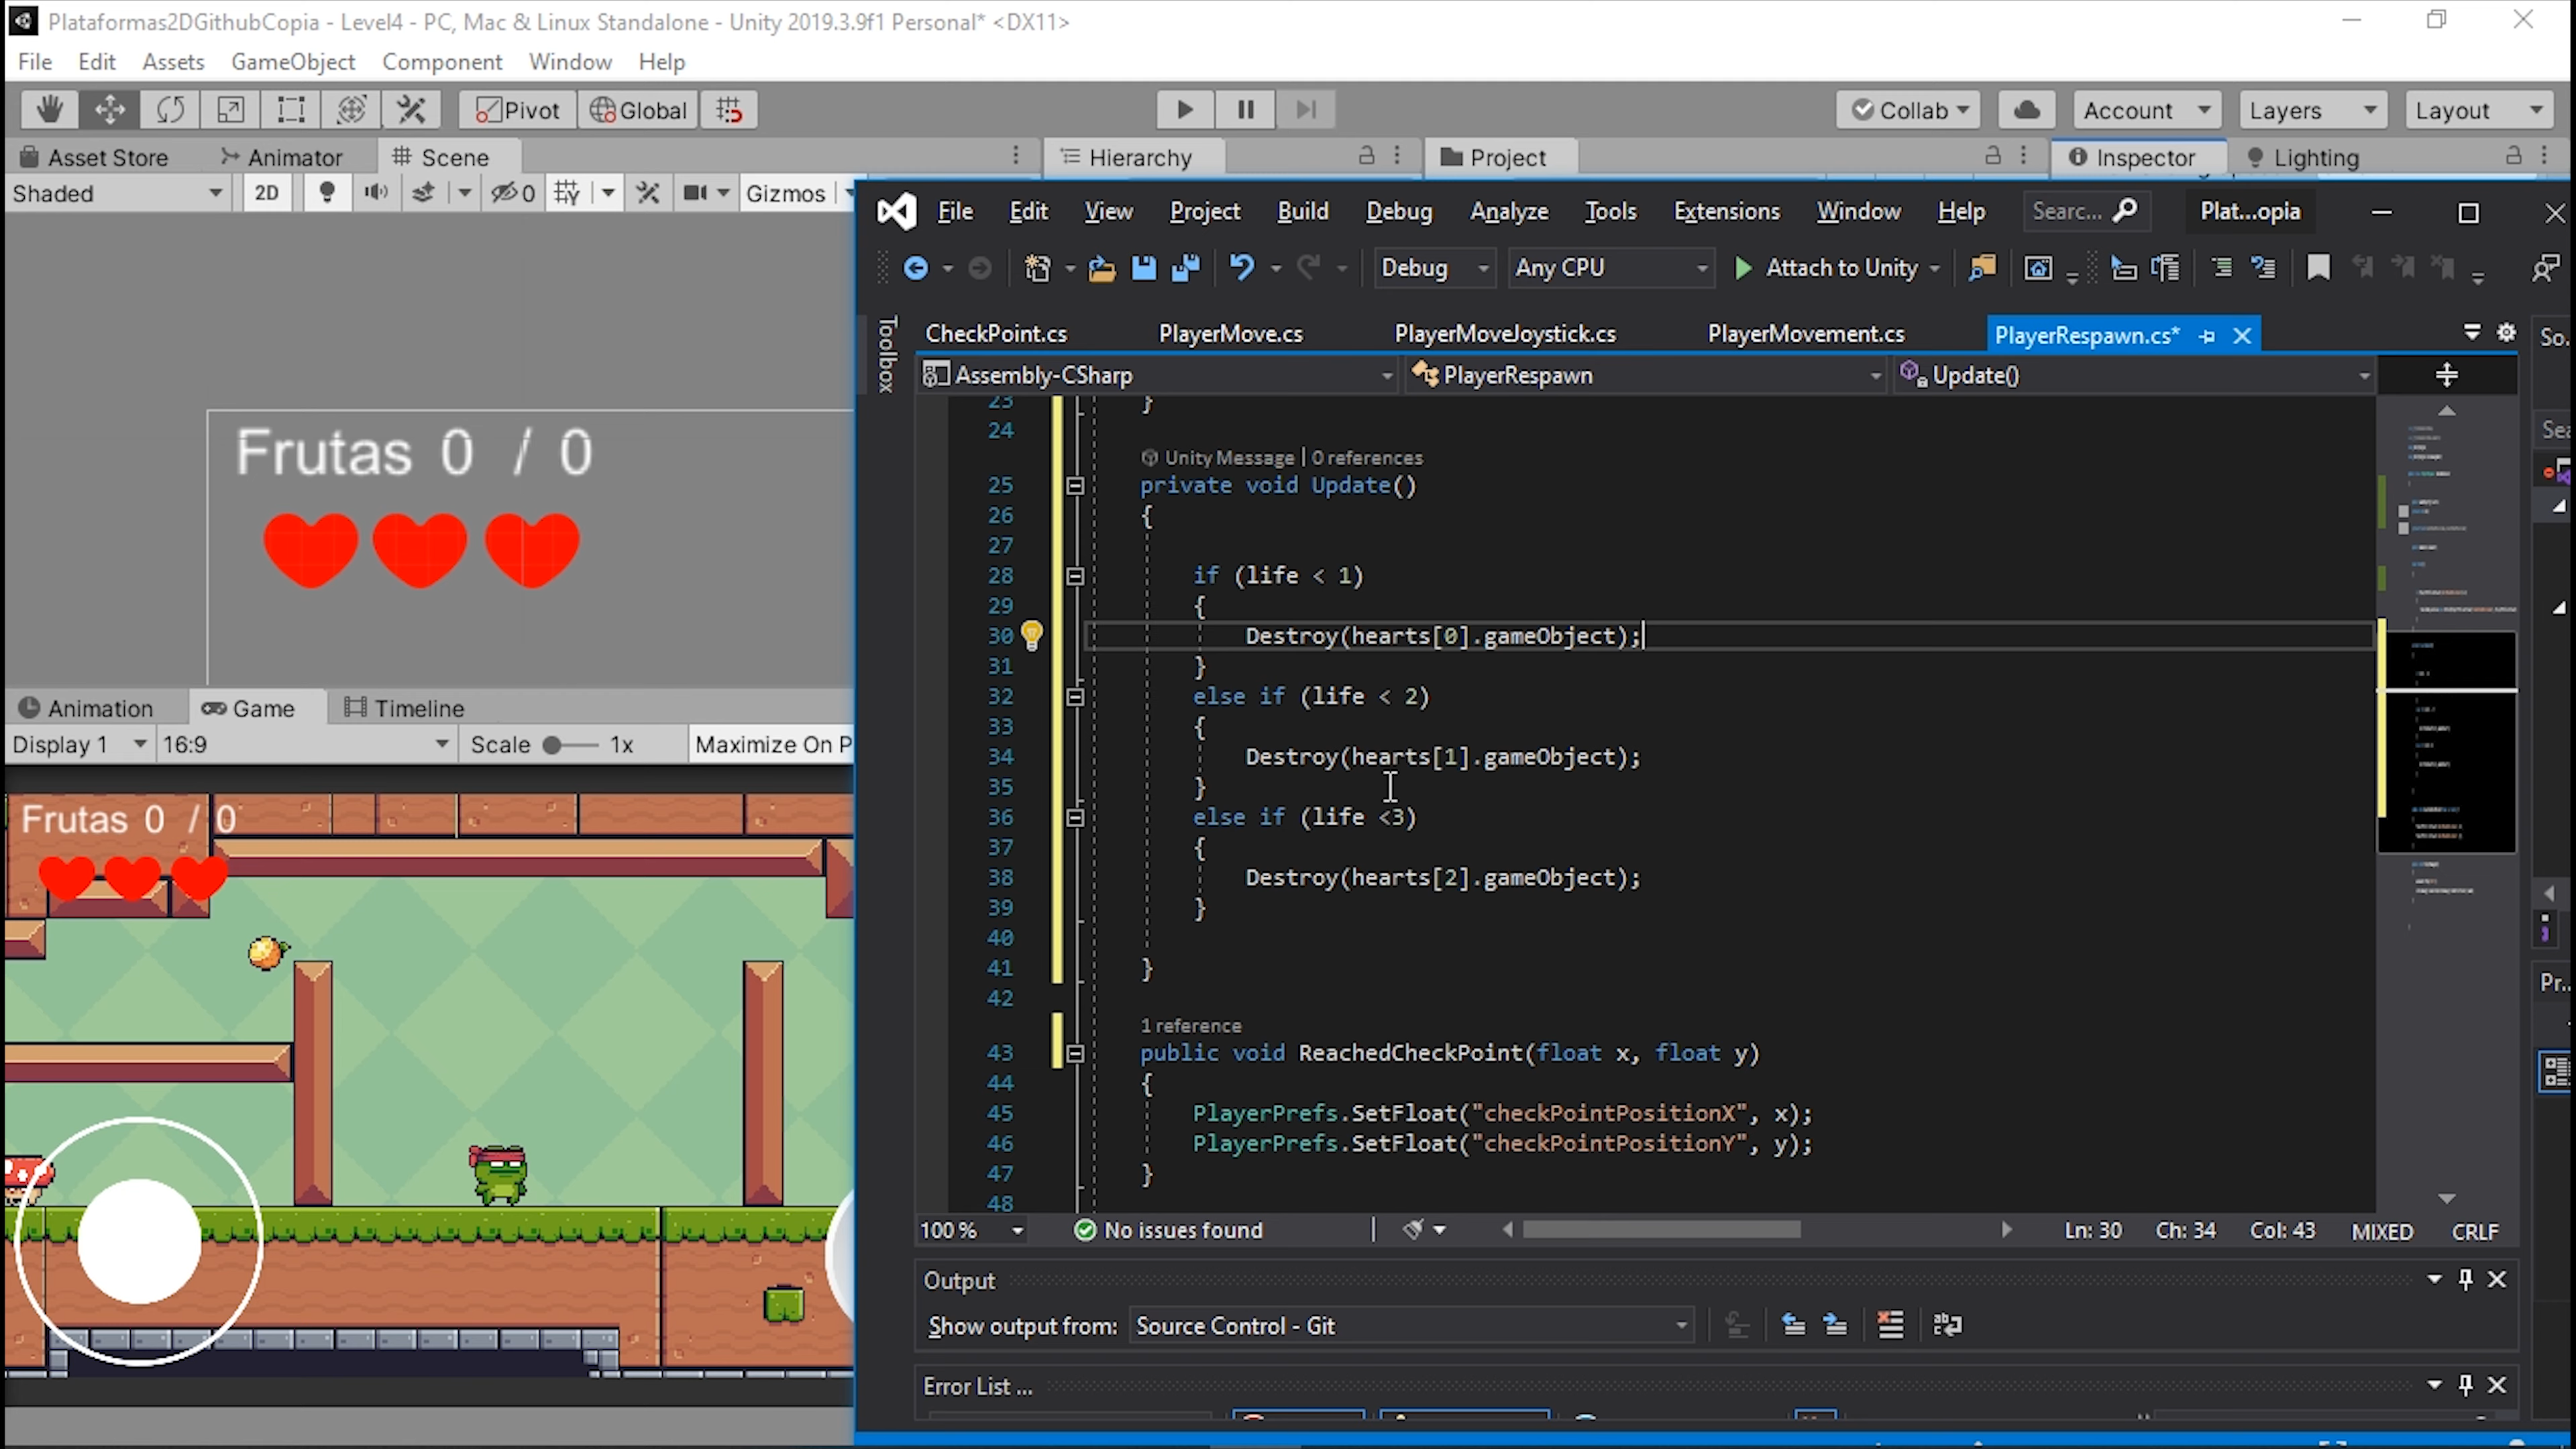 Plataformas2DGithubCopia - Level4 - PC, Mac & Linux Standalone - Unity 2019.3.9f1 Personal* <DX11>
File Edit Assets GameObject Component Window Help
Pivot Global Collab Account Layers Layout
Asset Store Animator Scene Hierarchy Project Inspector Lighting
Shaded 2D 0 Gizmos
File Edit View Project Build Debug Analyze Tools Extensions Window Help Searc... Plat...opia
Debug Any CPU Attach to Unity
Toolbox
CheckPoint.cs PlayerMove.cs PlayerMoveJoystick.cs PlayerMovement.cs PlayerRespawn.cs*
So.
Assembly-CSharp PlayerRespawn Update()
23 }
24
Unity Message | 0 references
25 private void Update()
26 {
27
28 if (life < 1)
29 {
30 Destroy(hearts[0].gameObject);
31 }
32 else if (life < 2)
33 {
34 Destroy(hearts[1].gameObject);
35 }
36 else if (life <3)
37 {
38 Destroy(hearts[2].gameObject);
39 }
40
41 }
42
1 reference
43 public void ReachedCheckPoint(float x, float y)
44 {
45 PlayerPrefs.SetFloat("checkPointPositionX", x);
46 PlayerPrefs.SetFloat("checkPointPositionY", y);
47 }
48
Sea
Pr..
100 % No issues found Ln: 30 Ch: 34 Col: 43 MIXED CRLF
Output
Show output from: Source Control - Git
Error List ...
Frutas 0 / 0
Animation Game Timeline
Display 1 16:9 Scale 1x Maximize On P
Frutas 0 / 0